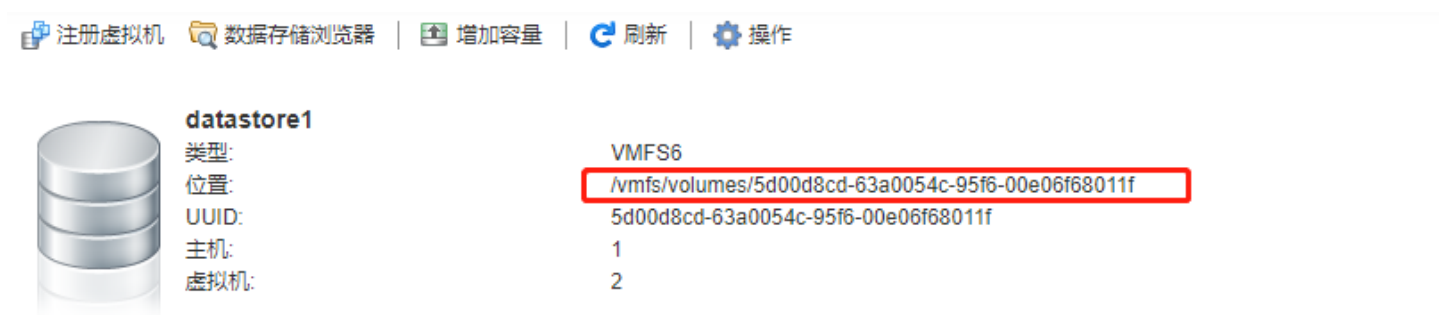 注册虚拟机 数据存储浏览器 增加容量 刷新 操作
datastore1
类型: VMFS6
位置: /vmfs/volumes/5d00d8cd-63a0054c-95f6-00e06f68011f
UUID: 5d00d8cd-63a0054c-95f6-00e06f68011f
主机: 1
虚拟机: 2